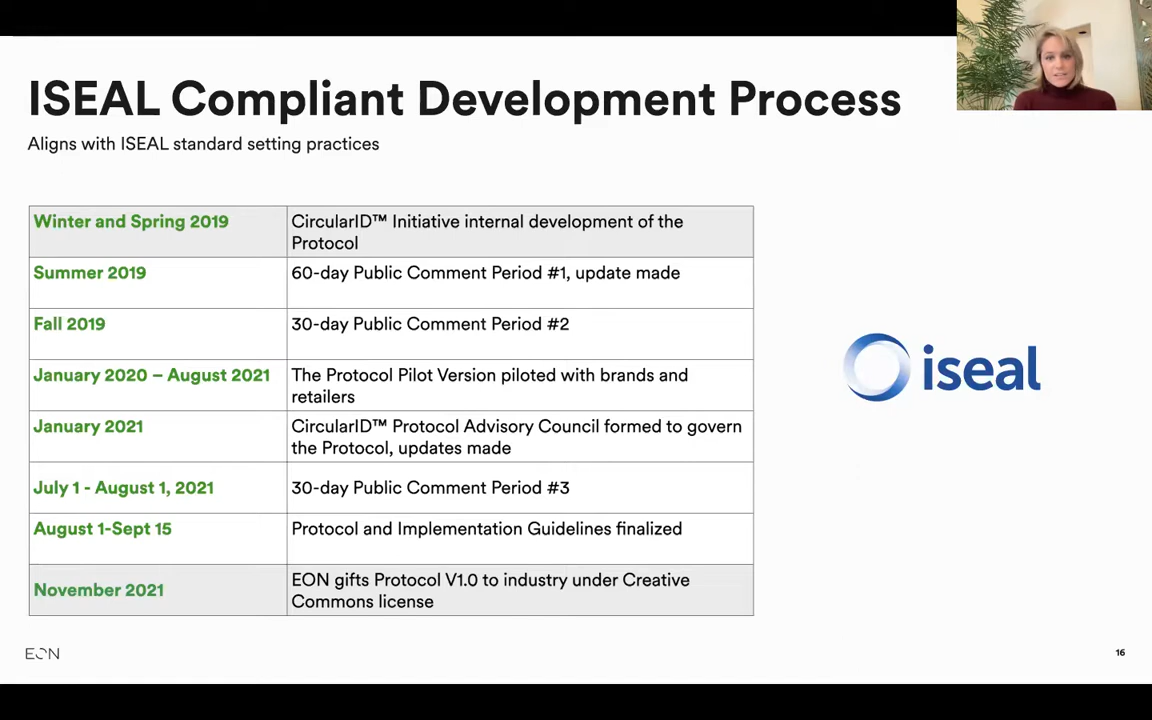 ISEAL Compliant Development Process
Aligns with ISEAL standard setting practices
Winter and Spring 2019
CircularID™ Initiative internal development of the
Protocol
Summer 2019
60-day Public Comment Period #1, update made
Fall 2019
30-day Public Comment Period #2
January 2020 – August 2021
The Protocol Pilot Version piloted with brands and
retailers
January 2021
CircularID™ Protocol Advisory Council formed to govern
the Protocol, updates made
July 1 - August 1, 2021
30-day Public Comment Period #3
August 1-Sept 15
Protocol and Implementation Guidelines finalized
November 2021
EON gifts Protocol V1.0 to industry under Creative
Commons license
iseal
EON
16